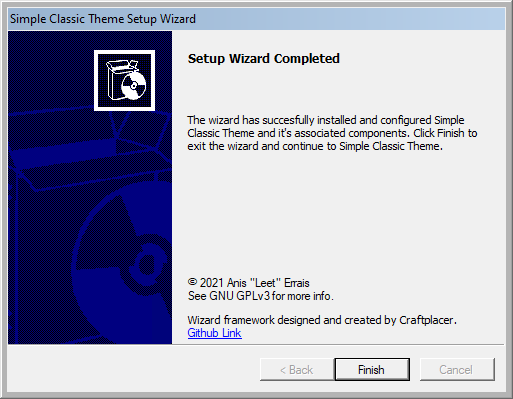 Simple Classic Theme Setup Wizard
Setup Wizard Completed
The wizard has succesfully installed and configured Simple
Classic Theme and it's associated components. Click Finish to
exit the wizard and continue to Simple Classic Theme.
© 2021 Anis "Leet" Errais
See GNU GPLv3 for more info.
Wizard framework designed and created by Craftplacer.
Github Link
< Back
Finish
Cancel